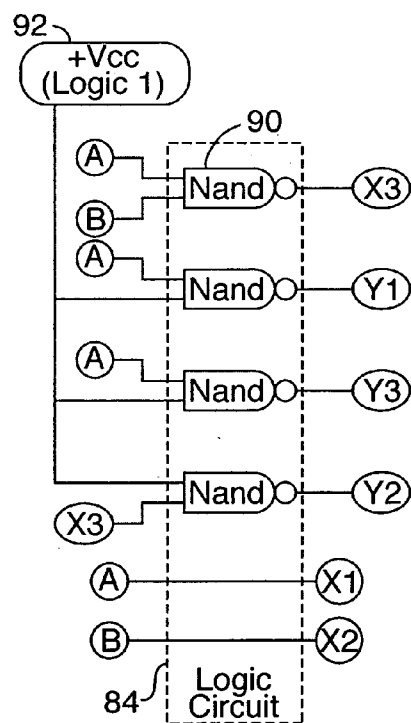 92
+Vcc
(Logic 1)
90
A
Nand
X3
B
A
Nand
Y1
A
Nand
Y3
Nand
Y2
X3
A
X1
B
X2
84
Logic
Circuit